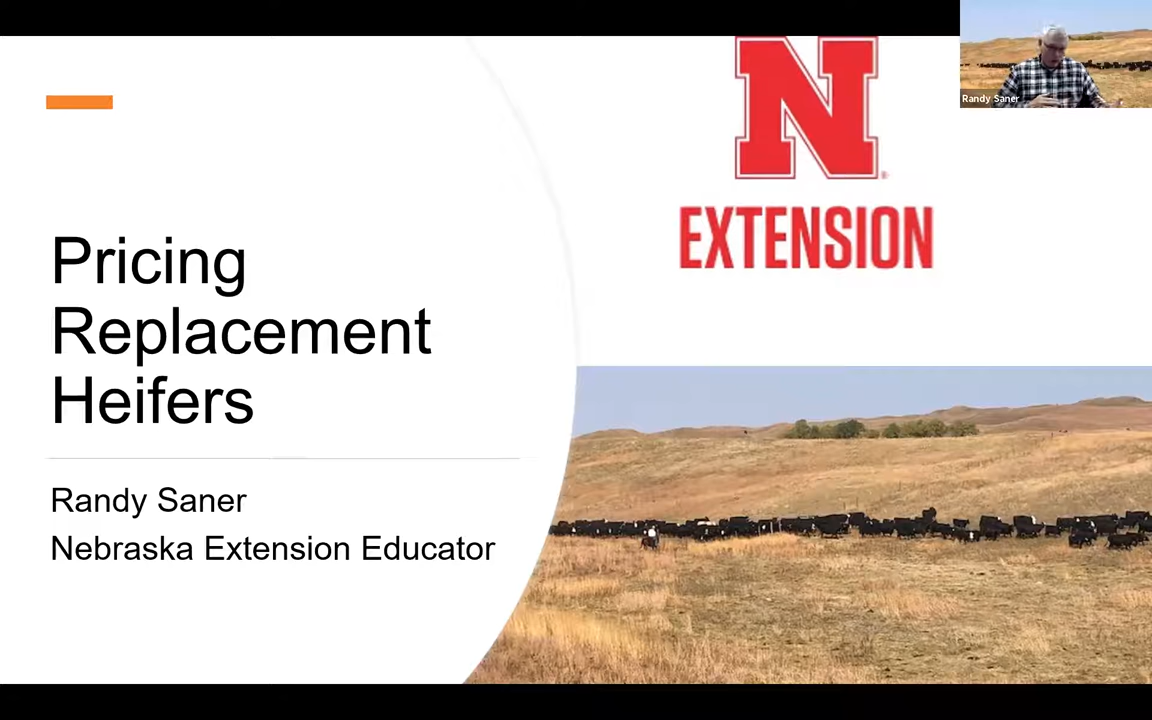 N
EXTENSION
Randy Saner
Pricing
Replacement
Heifers
Randy Saner
Nebraska Extension Educator